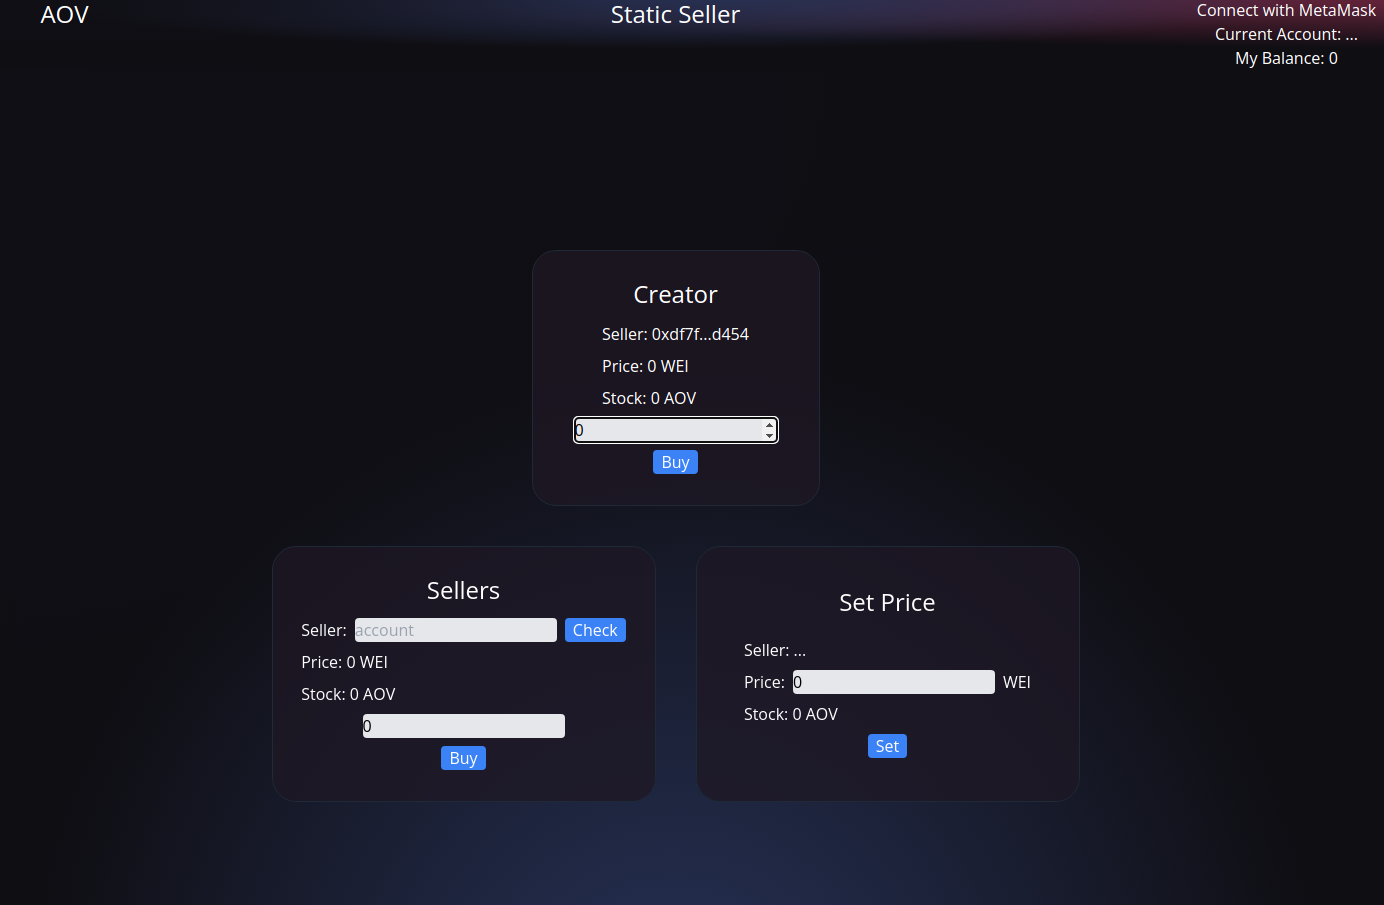 AOV
Static Seller
Connect with MetaMask
Current Account: ...
My Balance: 0
Creator
Seller: 0xdf7f...d454
Price: 0 WEI
Stock: 0 AOV
0
Buy
Sellers
Seller: account Check
Price: 0 WEI
Stock: 0 AOV
0
Buy
Set Price
Seller: ...
Price: 0 WEI
Stock: 0 AOV
Set